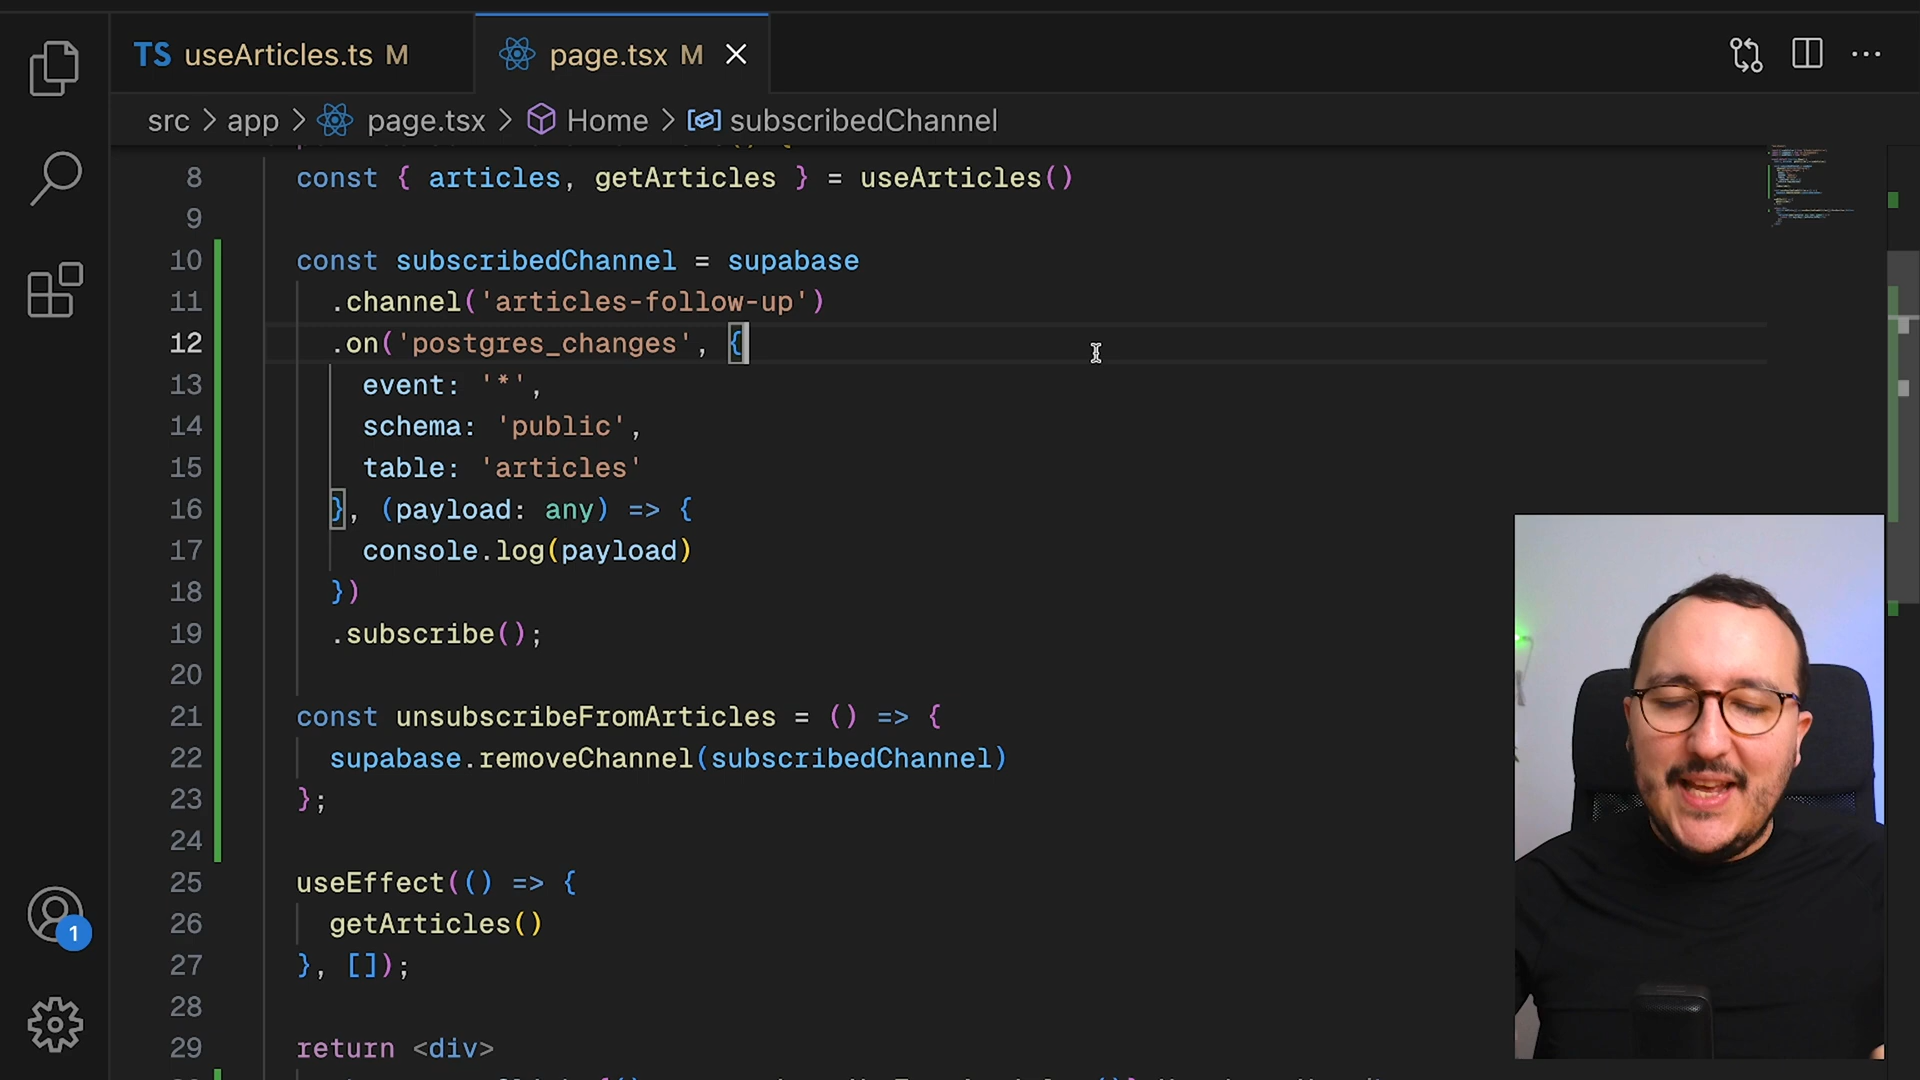 TS useArticles.ts M
page.tsx M
src > app > page.tsx > Home > subscribedChannel
8 const { articles, getArticles } = useArticles()
9
10 const subscribedChannel = supabase
11 .channel('articles-follow-up')
12 .on('postgres_changes', {
13 event: '*',
14 schema: 'public',
15 table: 'articles'
16 }, (payload: any) => {
17 console.log(payload)
18 })
19 .subscribe();
20
21 const unsubscribeFromArticles = () => {
22 supabase.removeChannel(subscribedChannel)
23 };
24
25 useEffect(() => {
26 getArticles()
27 }, []);
28
29 return <div>
1